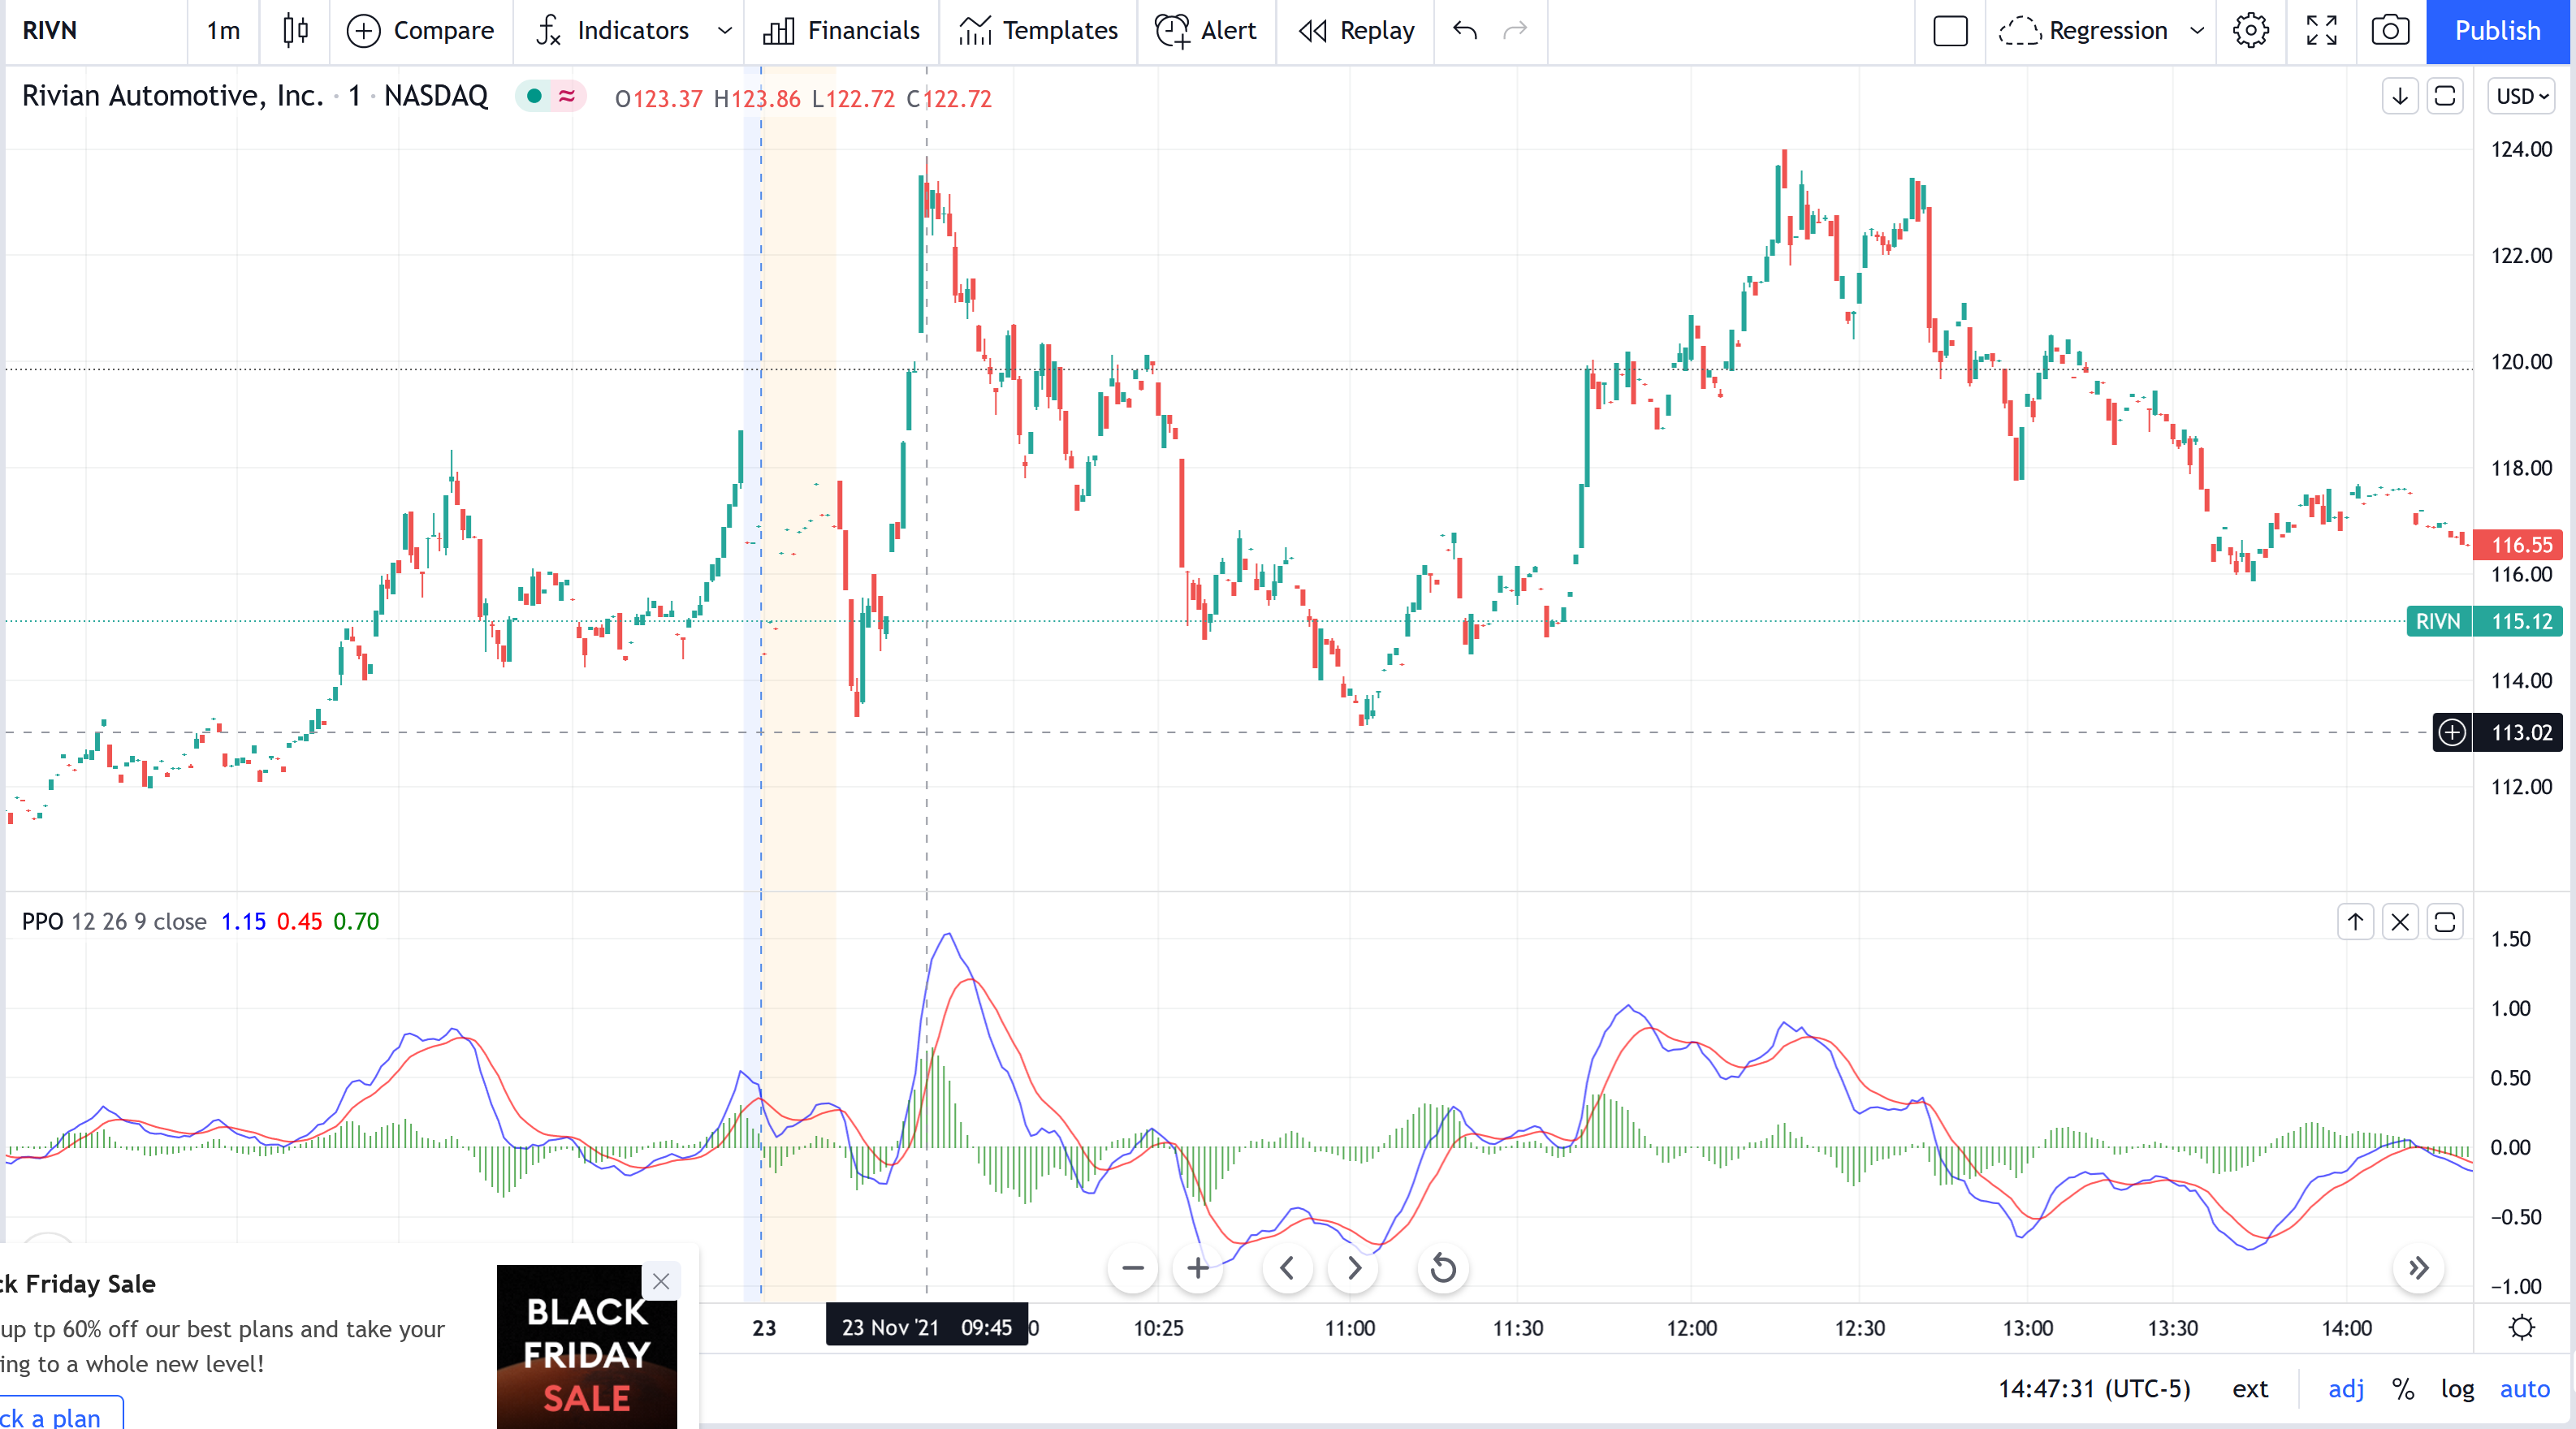 RIVN 1m Compare Indicators Financials Templates Alert Replay Regression Publish
Rivian Automotive, Inc. · 1 · NASDAQ O123.37 H123.86 L122.72 C122.72 USD
124.00
122.00
120.00
118.00
116.55
116.00
RIVN 115.12
114.00
113.02
112.00
PPO 12 26 9 close 1.15 0.45 0.70
1.50
1.00
0.50
0.00
−0.50
−1.00
23 23 Nov '21 09:45 0 10:25 11:00 11:30 12:00 12:30 13:00 13:30 14:00
ck Friday Sale
up tp 60% off our best plans and take your
ing to a whole new level!
ck a plan
BLACK
FRIDAY
SALE
14:47:31 (UTC-5) ext adj % log auto